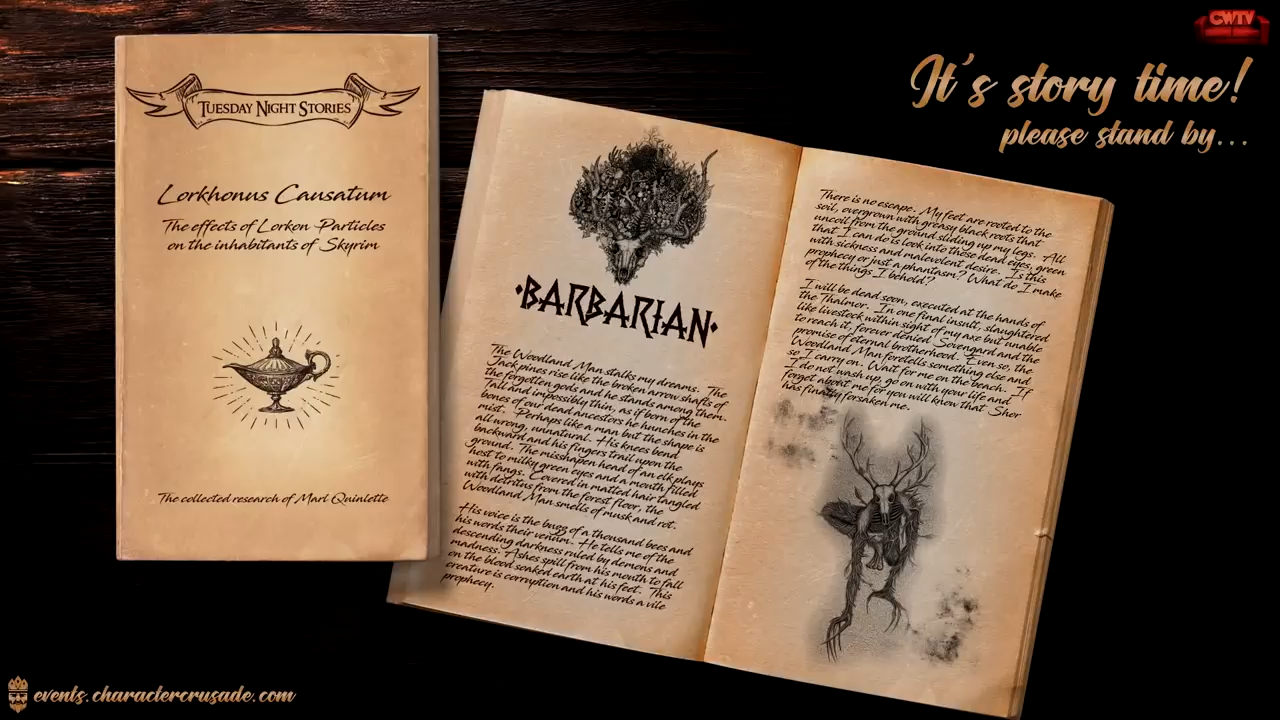 CWTV
It's story time!
please stand by...
TUESDAY NIGHT STORIES
Lorkhonus Causatum
The effects of Lorkon Particles
on the inhabitants of Skyrim
The collected research of Marl Quinlette
·BARBARIAN·
The Woodland Man stalks my dreams. The
Jackpines rise like the broken arrow shafts of
the forgotten gods and he stands among them.
Tall and impossibly thin, as if born of the
bones of our dead ancestors he hunches in the
mist. Perhaps like a man but the shape is
all wrong, unnatural. His knees bend
backward and his fingers trail upon the
ground. The misshapen head of an elk plays
host to milky green eyes and a mouth filled
with fangs. Covered in matted hair tangled
with detritus from the forest floor, the
Woodland Man smells of musk and rot.
His voice is the buzz of a thousand bees and
his words their venum. He tells me of the
descending darkness ruled by demons and
madness. Ashes spill from his mouth to fall
on the blood soaked earth at his feet. This
creature is corruption and his words a vile
prophecy.
There is no escape. My feet are rooted to the
soil, overgrown with greasy black roots that
uncoil from the ground sliding up my legs. All
that I can do is look into those dead eyes, green
with sickness and malevolent desire. Is this
prophecy or just a phantasm? What do I make
of the things I behold?
I will be dead soon, executed at the hands of
the Thalmor. In one final insult, slaughtered
like livestock within sight of my axe but unable
to reach it, forever denied Sovengard and the
promise of eternal brotherhood. Even so, the
Woodland Man foretells something else and
so I carry on. Wait for me on the beach. If
I do not wash up, go on with your life and
forget about me for you will know that Shor
has finally forsaken me.
events.charactercrusade.com